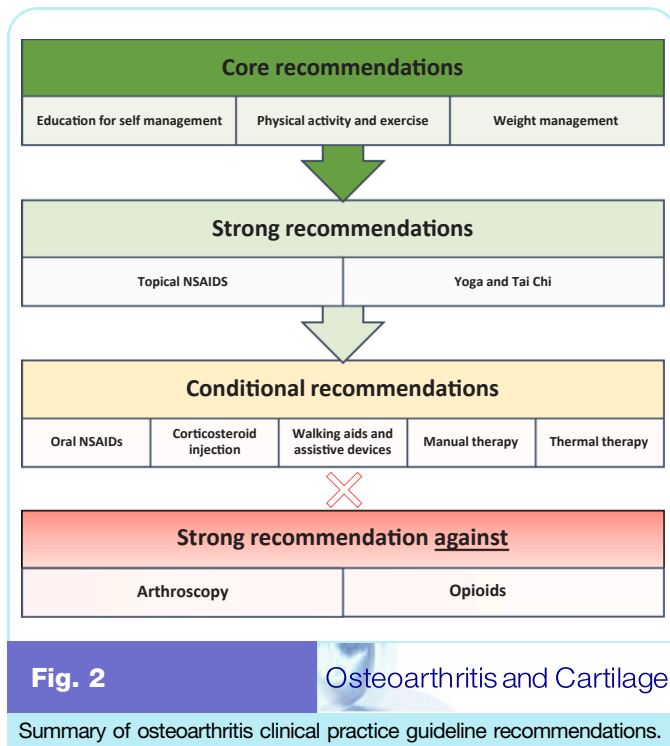 Core recommendations
Education for self management
Physical activity and exercise
Weight management
Strong recommendations
Topical NSAIDS
Yoga and Tai Chi
Conditional recommendations
Oral NSAIDs
Corticosteroid
injection
Walking aids and
assistive devices
Manual therapy
Thermal therapy
Strong recommendation against
Arthroscopy
Opioids
Fig. 2
Osteoarthritis and Cartilage
Summary of osteoarthritis clinical practice guideline recommendations.